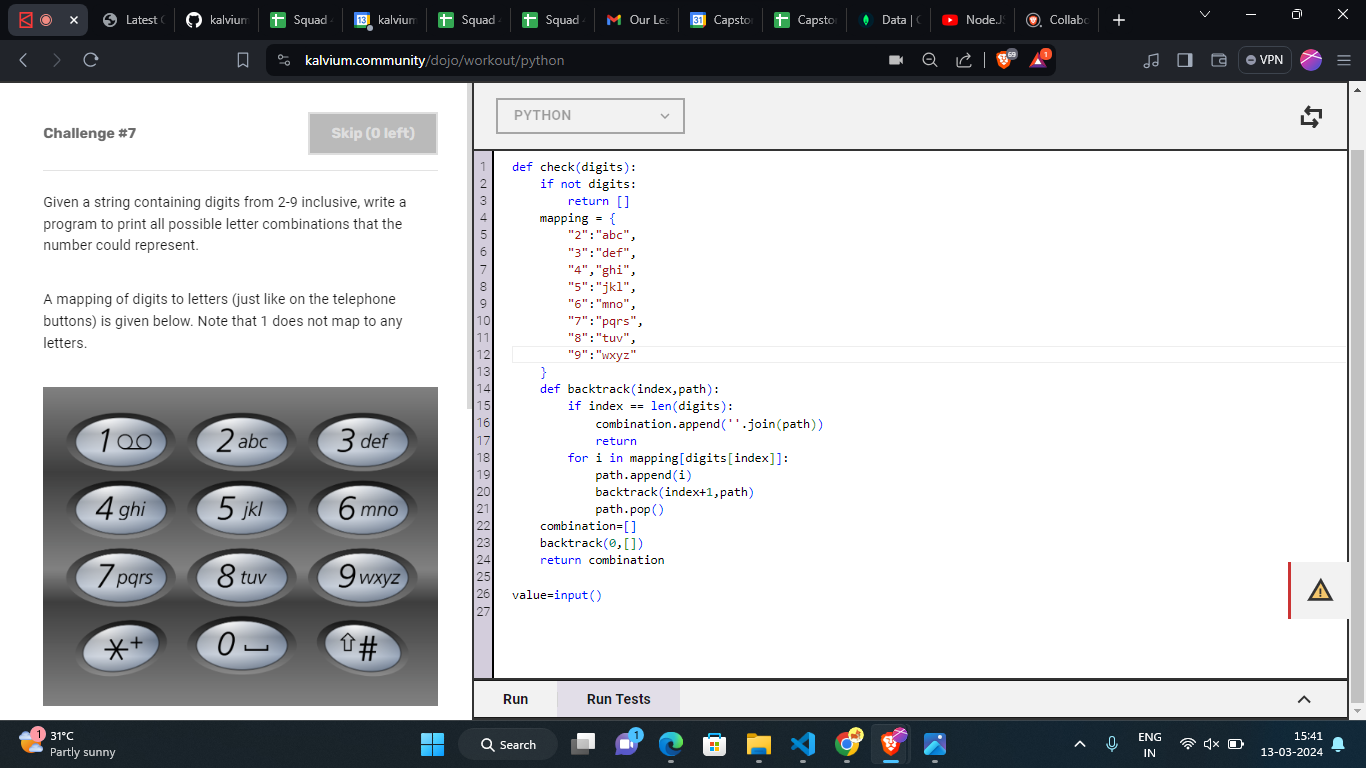 Latest
kalvium
Squad
kalvium
Squad
Squad
Our Lea
Capsto
Capsto
Data | C
Node.J
Collabo
kalvium.community/dojo/workout/python
69
1
VPN
Challenge #7
Skip (0 left)
Given a string containing digits from 2-9 inclusive, write a
program to print all possible letter combinations that the
number could represent.
A mapping of digits to letters (just like on the telephone
buttons) is given below. Note that 1 does not map to any
letters.
1
2 abc
3 def
4 ghi
5 jkl
6 mno
7 pqrs
8 tuv
9 wxyz
*+
0
⇧#
PYTHON
1 def check(digits):
2     if not digits:
3         return []
4     mapping = {
5         "2":"abc",
6         "3":"def",
7         "4","ghi",
8         "5":"jkl",
9         "6":"mno",
10         "7":"pqrs",
11         "8":"tuv",
12         "9":"wxyz"
13     }
14     def backtrack(index,path):
15         if index == len(digits):
16             combination.append(''.join(path))
17             return
18         for i in mapping[digits[index]]:
19             path.append(i)
20             backtrack(index+1,path)
21             path.pop()
22     combination=[]
23     backtrack(0,[])
24     return combination
25
26 value=input()
27
Run
Run Tests
1
31°C
Partly sunny
Search
1
ENG
IN
15:41
13-03-2024